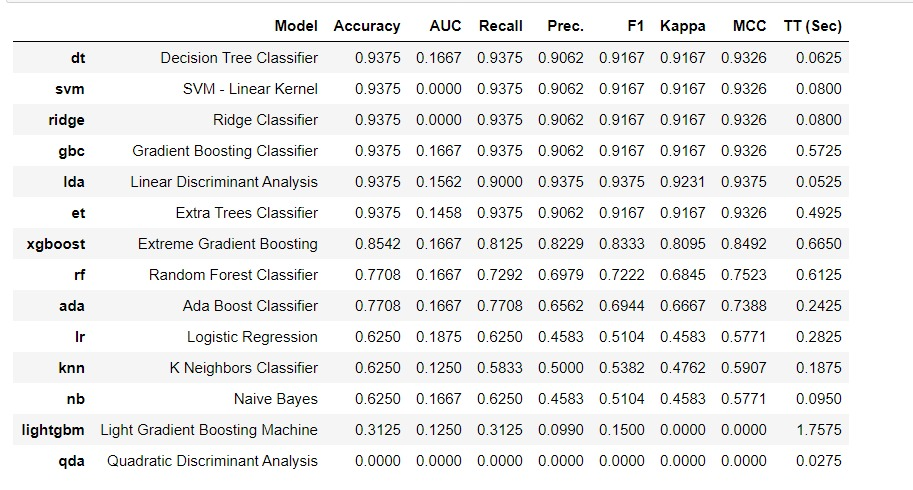 Model Accuracy AUC Recall Prec. F1 Kappa MCC TT (Sec)
dt Decision Tree Classifier 0.9375 0.1667 0.9375 0.9062 0.9167 0.9167 0.9326 0.0625
svm SVM - Linear Kernel 0.9375 0.0000 0.9375 0.9062 0.9167 0.9167 0.9326 0.0800
ridge Ridge Classifier 0.9375 0.0000 0.9375 0.9062 0.9167 0.9167 0.9326 0.0800
gbc Gradient Boosting Classifier 0.9375 0.1667 0.9375 0.9062 0.9167 0.9167 0.9326 0.5725
lda Linear Discriminant Analysis 0.9375 0.1562 0.9000 0.9375 0.9375 0.9231 0.9375 0.0525
et Extra Trees Classifier 0.9375 0.1458 0.9375 0.9062 0.9167 0.9167 0.9326 0.4925
xgboost Extreme Gradient Boosting 0.8542 0.1667 0.8125 0.8229 0.8333 0.8095 0.8492 0.6650
rf Random Forest Classifier 0.7708 0.1667 0.7292 0.6979 0.7222 0.6845 0.7523 0.6125
ada Ada Boost Classifier 0.7708 0.1667 0.7708 0.6562 0.6944 0.6667 0.7388 0.2425
lr Logistic Regression 0.6250 0.1875 0.6250 0.4583 0.5104 0.4583 0.5771 0.2825
knn K Neighbors Classifier 0.6250 0.1250 0.5833 0.5000 0.5382 0.4762 0.5907 0.1875
nb Naive Bayes 0.6250 0.1667 0.6250 0.4583 0.5104 0.4583 0.5771 0.0950
lightgbm Light Gradient Boosting Machine 0.3125 0.1250 0.3125 0.0990 0.1500 0.0000 0.0000 1.7575
qda Quadratic Discriminant Analysis 0.0000 0.0000 0.0000 0.0000 0.0000 0.0000 0.0000 0.0275